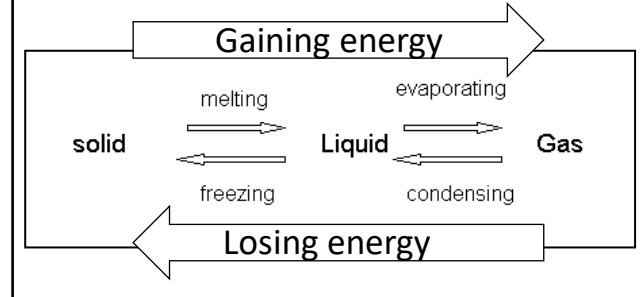 Gaining energy
melting evaporating
solid Liquid Gas
freezing condensing
Losing energy